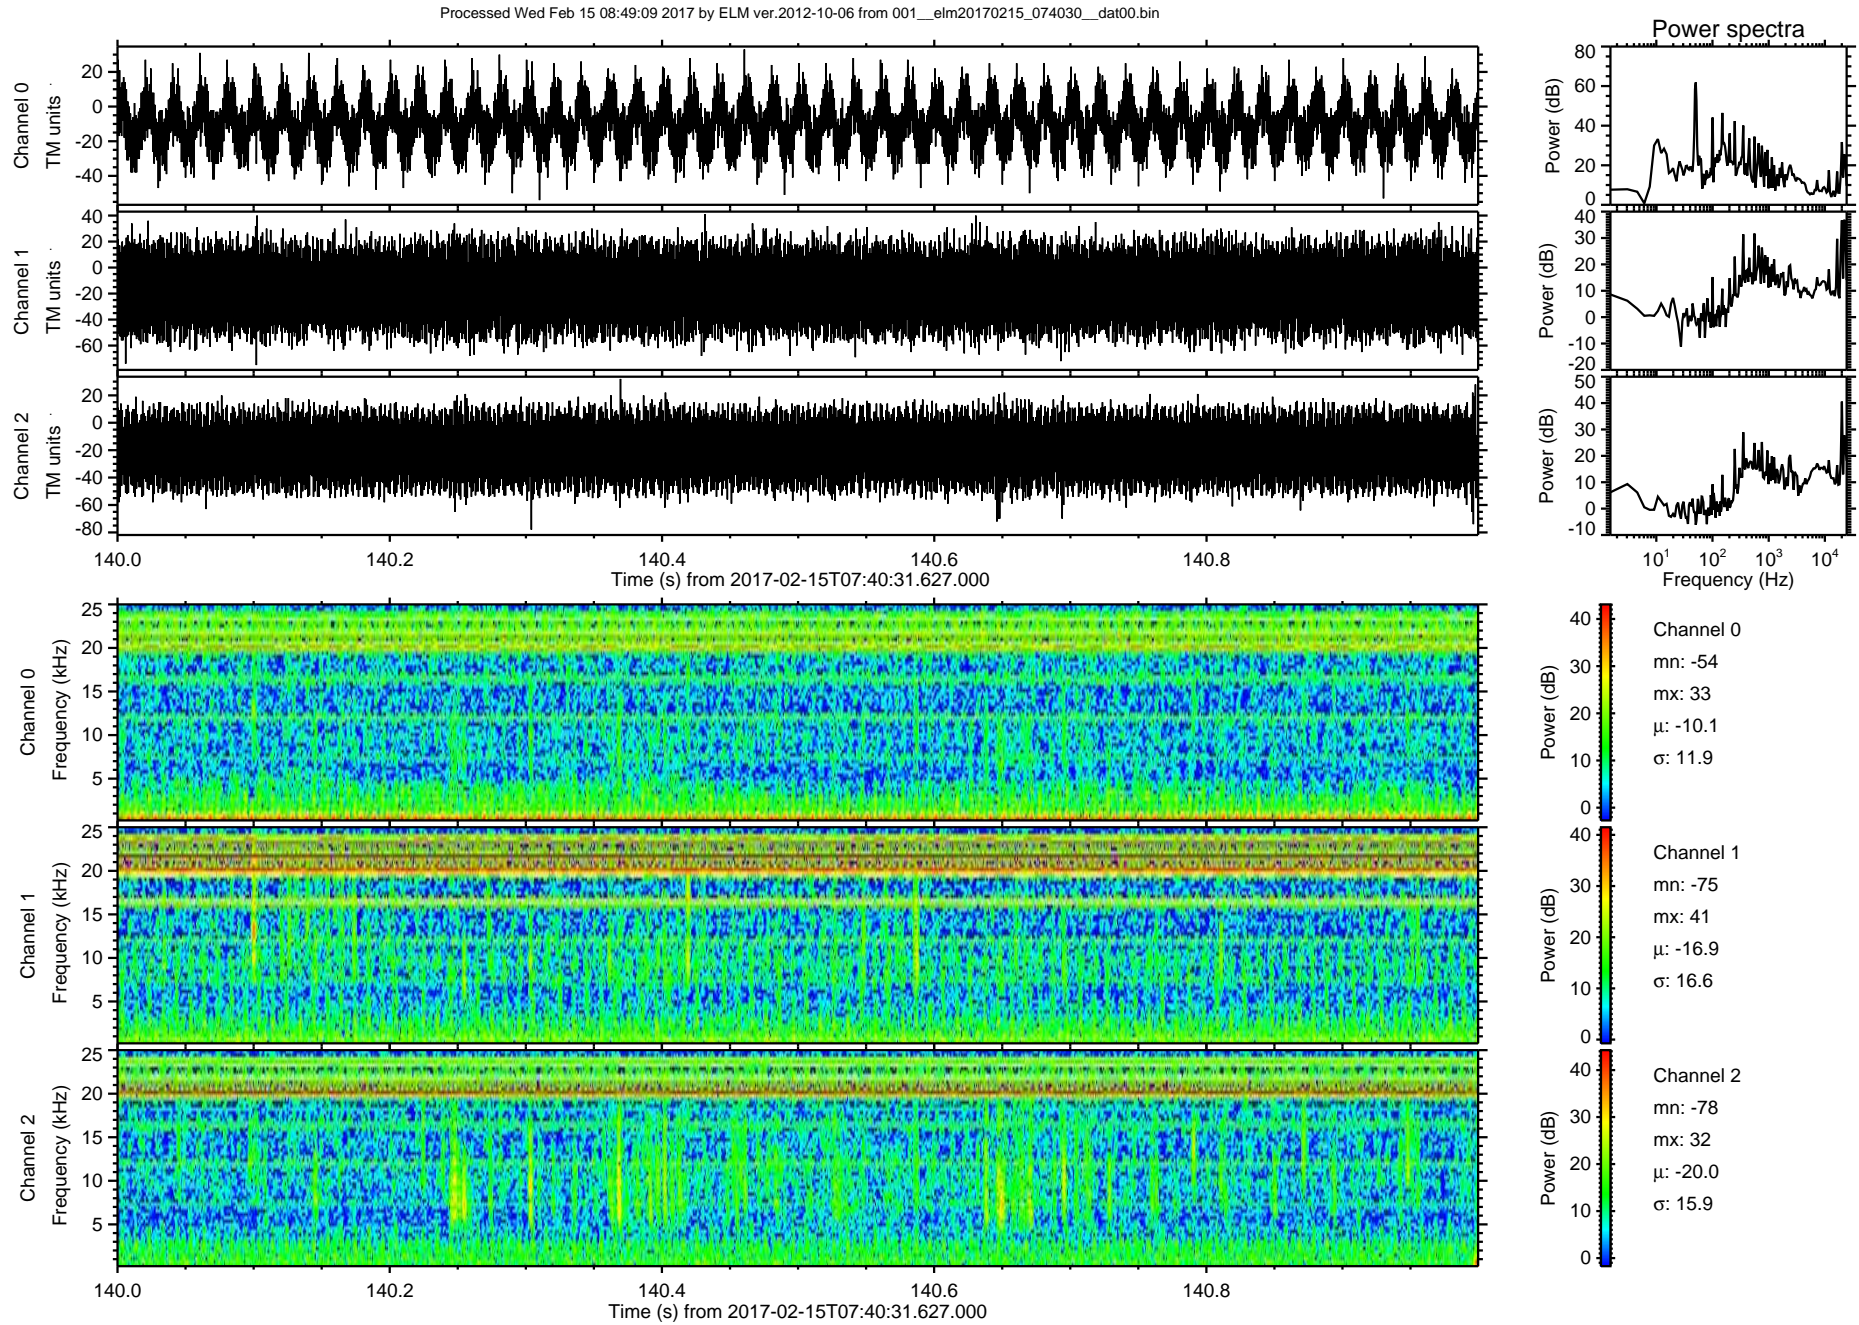 Processed Wed Feb 15 08:49:09 2017 by ELM ver.2012-10-06 from 001__elm20170215_074030__dat00.bin
Power spectra
Channel 0
TM units
20
0
-20
-40
Power (dB)
80
60
40
20
0
Channel 1
TM units
40
20
0
-20
-40
-60
Power (dB)
40
30
20
10
0
-10
-20
Channel 2
TM units
20
0
-20
-40
-60
-80
Power (dB)
50
40
30
20
10
0
-10
140.0 140.2 140.4 140.6 140.8
Time (s) from 2017-02-15T07:40:31.627.000
10¹ 10² 10³ 10⁴
Frequency (Hz)
Channel 0
Frequency (kHz)
25
20
15
10
5
Power (dB)
40
30
20
10
0
Channel 0
mn: -54
mx: 33
μ: -10.1
σ: 11.9
Channel 1
Frequency (kHz)
25
20
15
10
5
Power (dB)
40
30
20
10
0
Channel 1
mn: -75
mx: 41
μ: -16.9
σ: 16.6
Channel 2
Frequency (kHz)
25
20
15
10
5
Power (dB)
40
30
20
10
0
Channel 2
mn: -78
mx: 32
μ: -20.0
σ: 15.9
140.0 140.2 140.4 140.6 140.8
Time (s) from 2017-02-15T07:40:31.627.000